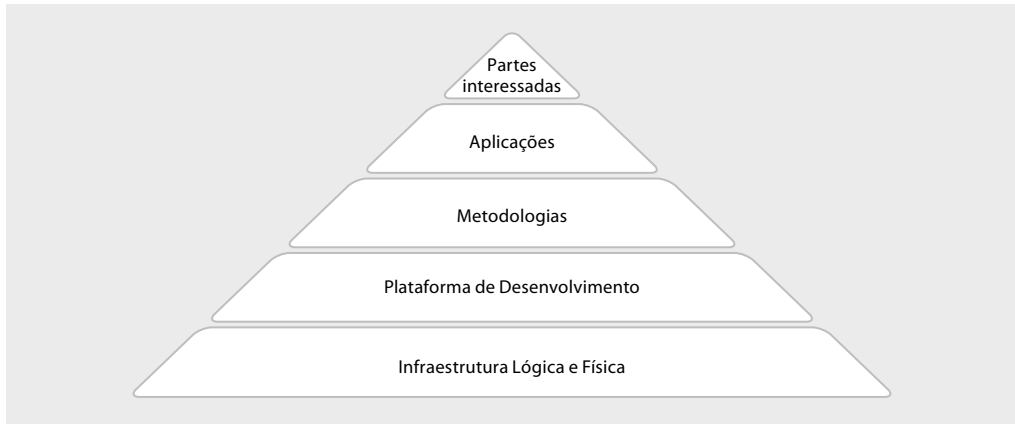 Partes
interessadas
Aplicações
Metodologias
Plataforma de Desenvolvimento
Infraestrutura Lógica e Física